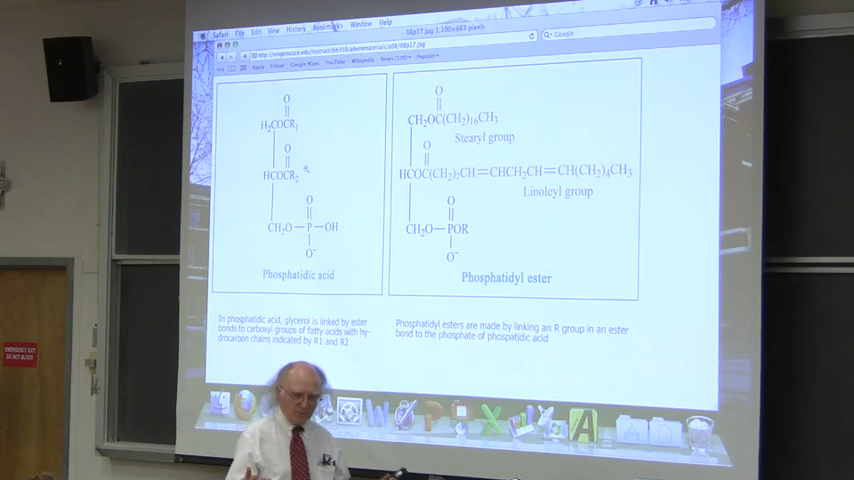 Safari File Edit View History Bookmarks Window Help
08p17.jpg 1,100×663 pixels
Google
Apple Yahoo! Google Maps YouTube Wikipedia News (100) Popular
O
H2COCR1
O
HCOCR2
O
CH2O—P—OH
O-
Phosphatidic acid
O
CH2OC(CH2)16CH3
Stearyl group
O
HCOC(CH2)7CH=CHCH2CH=CH(CH2)4CH3
Linoleyl group
O
CH2O—POR
O-
Phosphatidyl ester
In phosphatidic acid, glycerol is linked by ester
bonds to carboxyl groups of fatty acids with hy-
drocarbon chains indicated by R1 and R2
Phosphatidyl esters are made by linking an R group in an ester
bond to the phosphate of phospatidic acid
EMERGENCY EXIT
DO NOT BLOCK